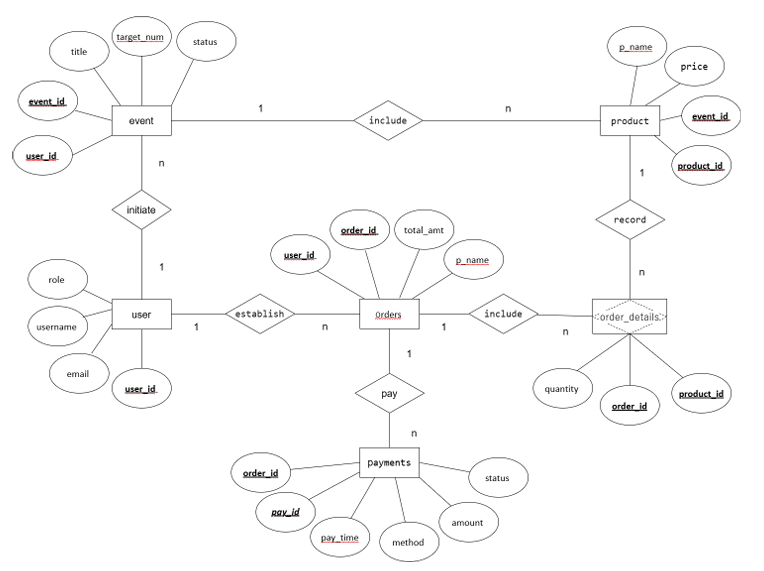 target_num
status
title
p_name
price
event_id
event_id
event
1
include
n
product
user_id
product_id
n
1
initiate
record
order_id
total_amt
user_id
p_name
1
n
role
username
user
1
establish
n
Orders
1
include
n
order_details
email
user_id
1
quantity
order_id
product_id
pay
n
payments
order_id
status
pay_id
amount
pay_time
method